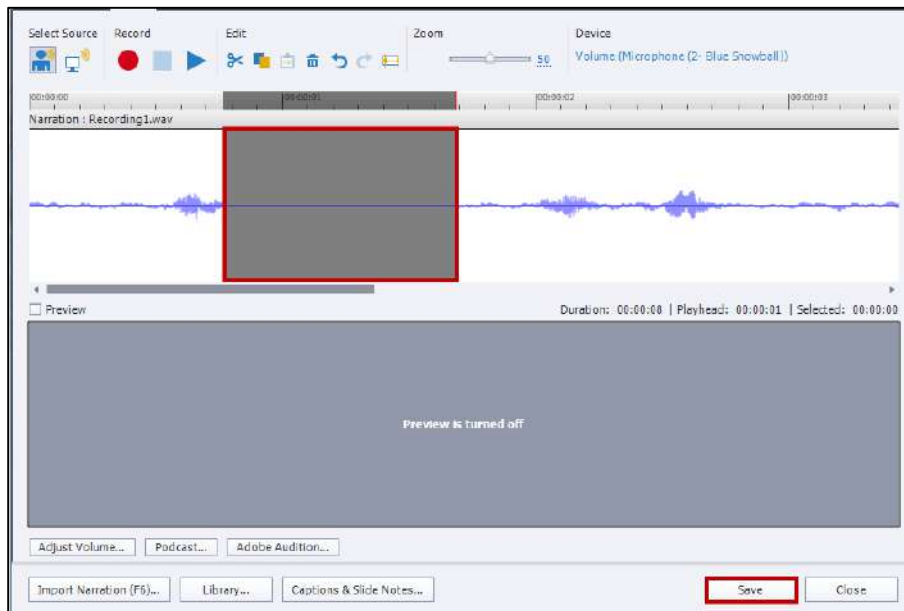 Select Source Record Edit Zoom Device
50 Volume (Microphone (2- Blue Snowball))
00:00:00 00:00:01 00:00:02 00:00:03
Narration : Recording1.wav
Preview Duration: 00:00:08 | Playhead: 00:00:01 | Selected: 00:00:00
Preview is turned off
Adjust Volume... Podcast... Adobe Audition...
Import Narration (F6)... Library... Captions & Slide Notes... Save Close